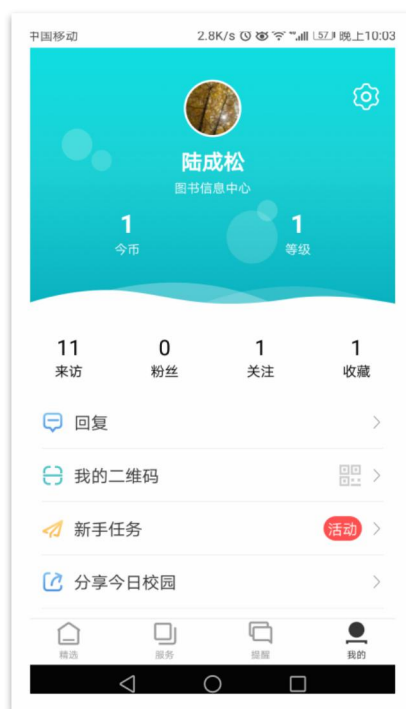 中国移动 2.8K/s 57 晚上10:03
陆成松
图书信息中心
1 1
今币 等级
11 0 1 1
来访 粉丝 关注 收藏
回复
我的二维码
新手任务 活动
分享今日校园
精选 服务 提醒 我的